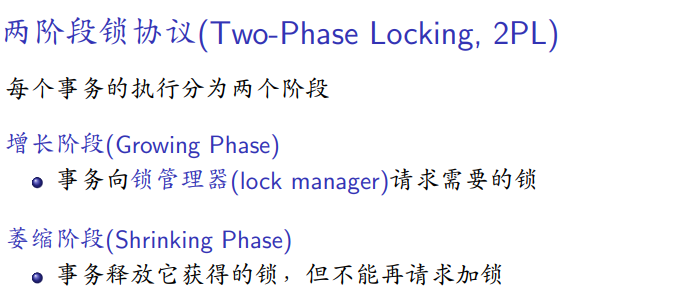 两阶段锁协议(Two-Phase Locking, 2PL)
每个事务的执行分为两个阶段
增长阶段(Growing Phase)
事务向锁管理器(lock manager)请求需要的锁
萎缩阶段(Shrinking Phase)
事务释放它获得的锁，但不能再请求加锁